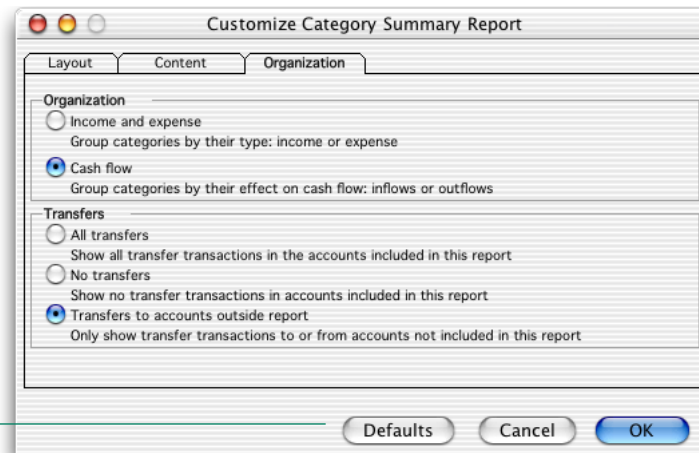 Customize Category Summary Report
Layout Content Organization
Organization
Income and expense
Group categories by their type: income or expense
Cash flow
Group categories by their effect on cash flow: inflows or outflows
Transfers
All transfers
Show all transfer transactions in the accounts included in this report
No transfers
Show no transfer transactions in accounts included in this report
Transfers to accounts outside report
Only show transfer transactions to or from accounts not included in this report
Defaults Cancel OK